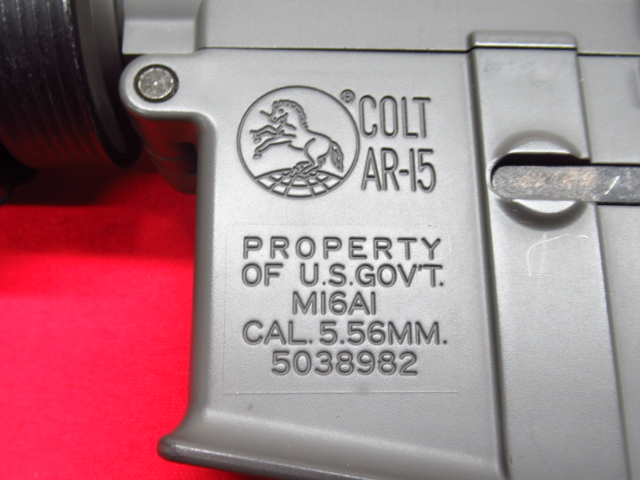 ® COLT
AR-15
PROPERTY
OF U.S.GOV'T.
M16A1
CAL. 5.56MM.
5038982